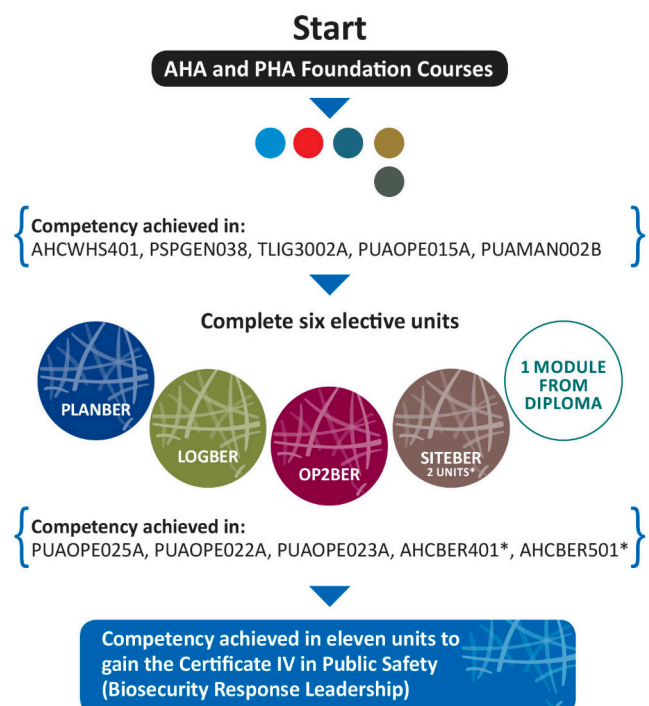 Start
AHA and PHA Foundation Courses
Competency achieved in:
AHCWHS401, PSPGEN038, TLIG3002A, PUAOPE015A, PUAMAN002B
Complete six elective units
PLANBER
LOGBER
OP2BER
SITEBER
2 UNITS*
1 MODULE
FROM
DIPLOMA
Competency achieved in:
PUAOPE025A, PUAOPE022A, PUAOPE023A, AHCBER401*, AHCBER501*
Competency achieved in eleven units to
gain the Certificate IV in Public Safety
(Biosecurity Response Leadership)